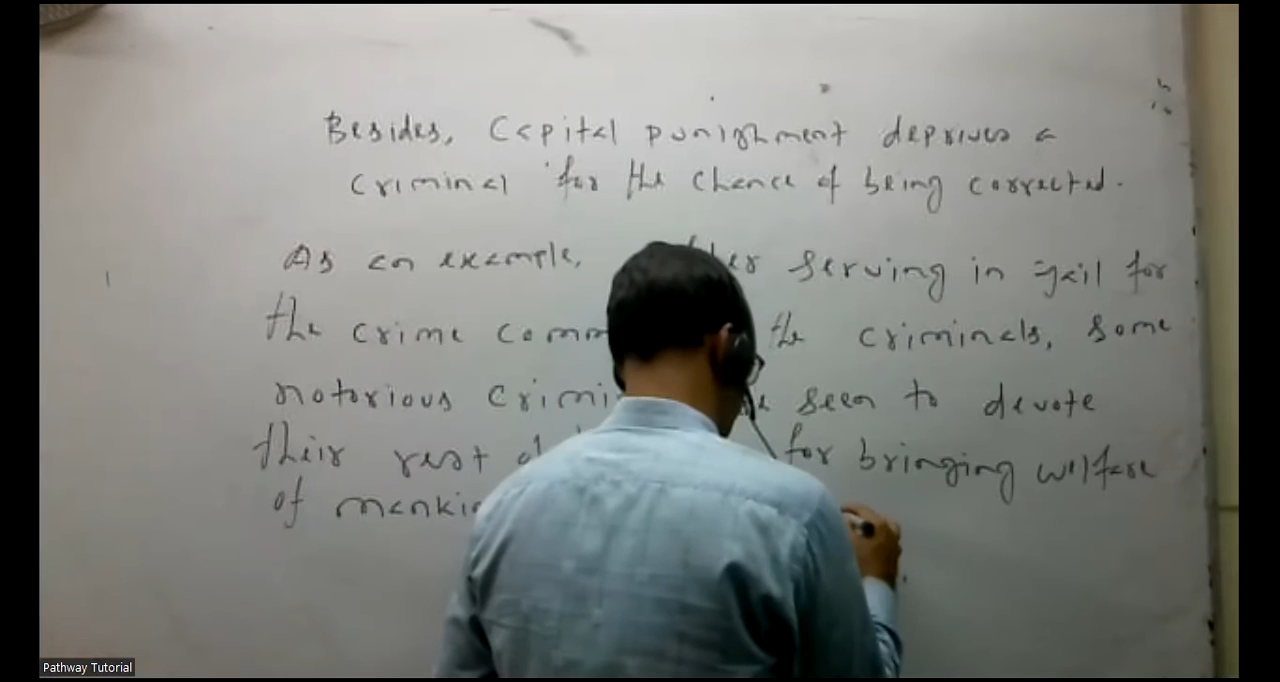 Besides, Capital punishment deprives a
criminal for the chance of being corrected.
As an example, serving in jail for
the crime the criminals, some
notorious seen to devote
their rest for bringing welfare
of
Pathway Tutorial